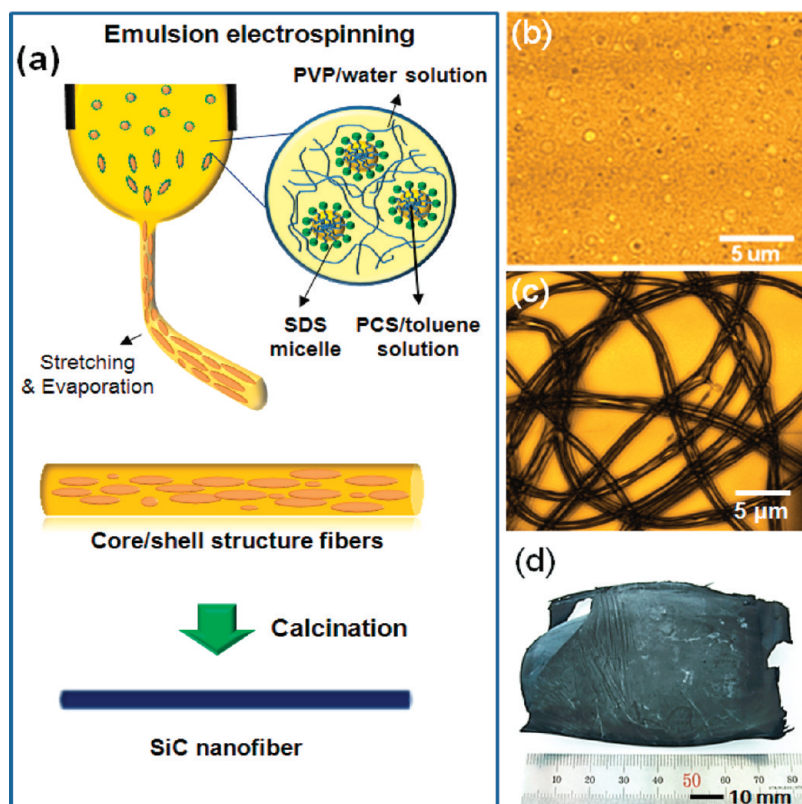 Emulsion electrospinning
(a)
PVP/water solution
SDS
micelle
PCS/toluene
solution
Stretching
& Evaporation
Core/shell structure fibers
Calcination
SiC nanofiber
(b)
5 um
(c)
5 μm
(d)
10 20 30 40 50 60 70 80
10 mm